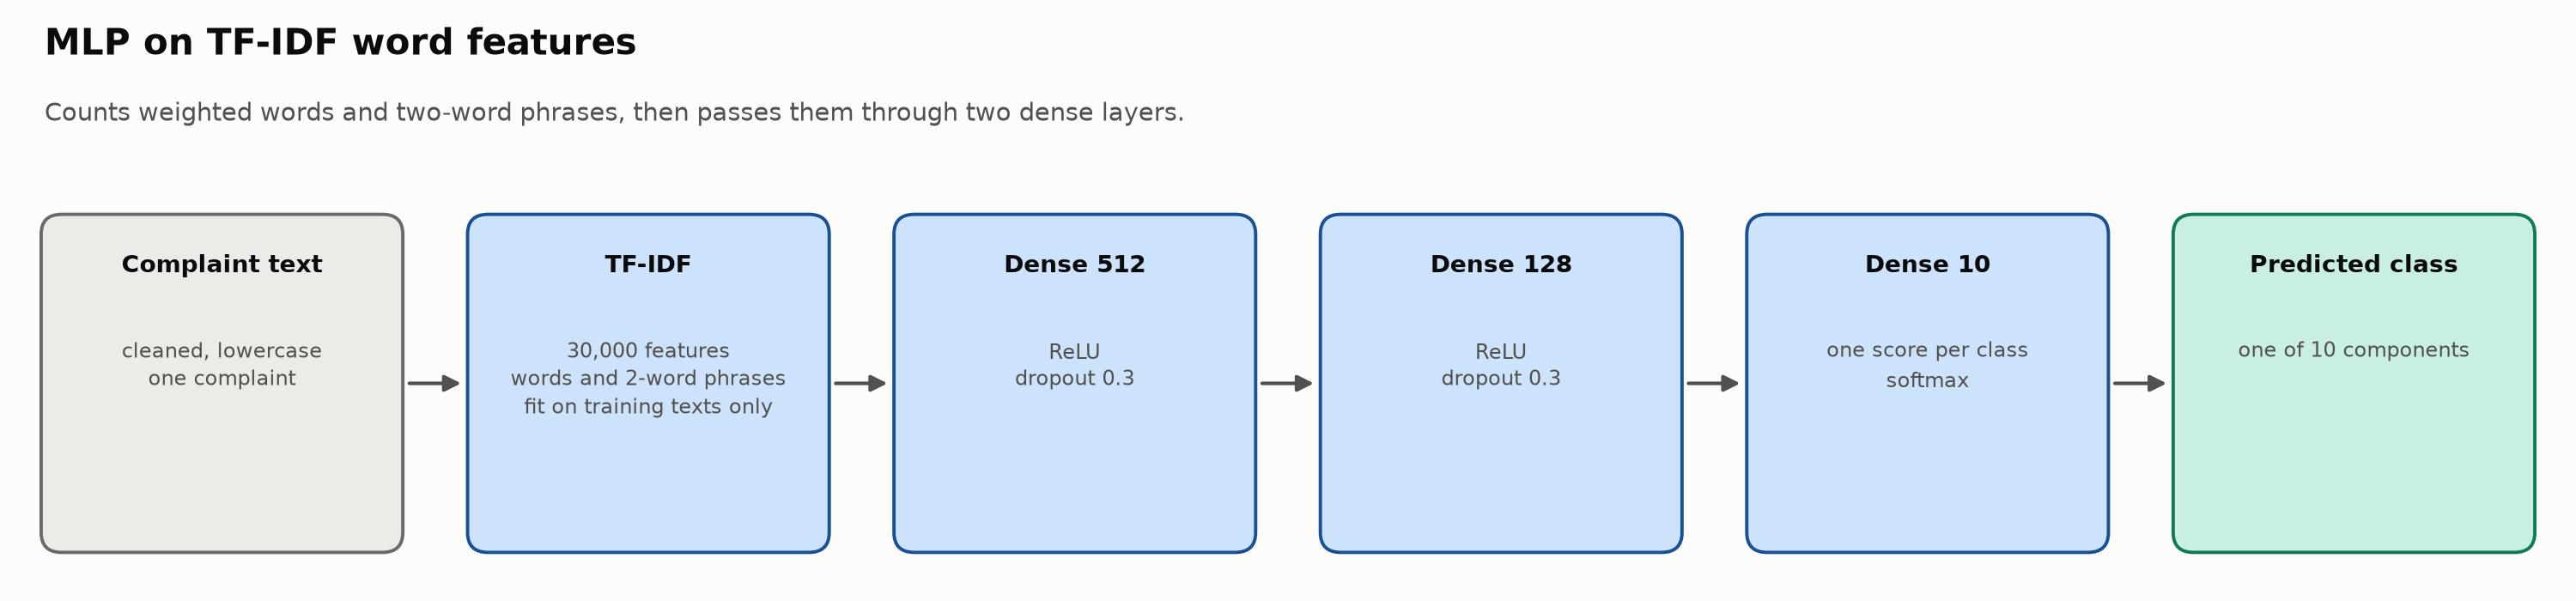 MLP on TF-IDF word features
Counts weighted words and two-word phrases, then passes them through two dense layers.
Complaint text
cleaned, lowercase
one complaint
TF-IDF
30,000 features
words and 2-word phrases
fit on training texts only
Dense 512
ReLU
dropout 0.3
Dense 128
ReLU
dropout 0.3
Dense 10
one score per class
softmax
Predicted class
one of 10 components